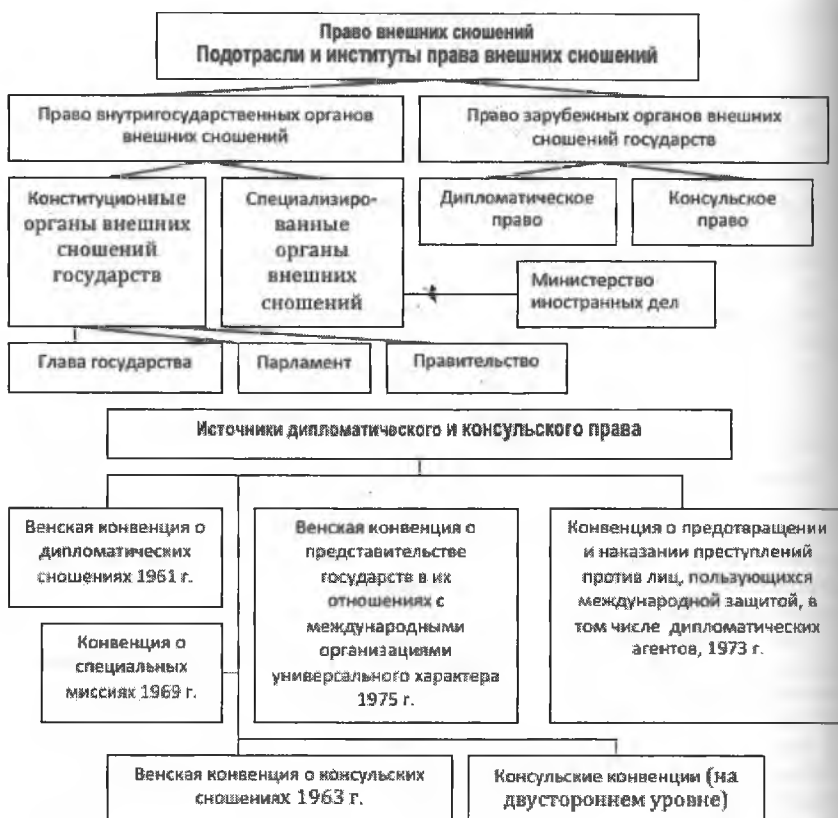 Право внешних сношений
Подотрасли и институты права внешних сношений
Право внутригосударственных органов
внешних сношений
Право зарубежных органов внешних
сношений государств
Конституционные
органы внешних
сношений
государств
Специализиро-
ванные
органы
внешних
сношений
Дипломатическое
право
Консульское
право
Министерство
иностранных дел
Глава государства
Парламент
Правительство
Источники дипломатического и консульского права
Венская конвенция о
дипломатических
сношениях 1961 г.
Венская конвенция о
представительстве
государств в их
отношениях с
международными
организациями
универсального характера
1975 г.
Конвенция о предотвращении
и наказании преступлений
против лиц, пользующихся
международной защитой, в
том числе дипломатических
агентов, 1973 г.
Конвенция о
специальных
миссиях 1969 г.
Венская конвенция о консульских
сношениях 1963 г.
Консульские конвенции (на
двустороннем уровне)